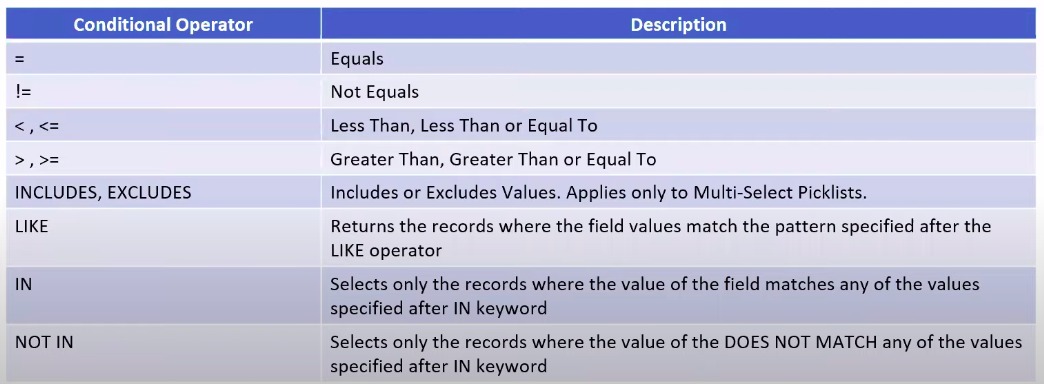 Conditional Operator Description
= Equals
!= Not Equals
< , <= Less Than, Less Than or Equal To
> , >= Greater Than, Greater Than or Equal To
INCLUDES, EXCLUDES Includes or Excludes Values. Applies only to Multi-Select Picklists.
LIKE Returns the records where the field values match the pattern specified after the
LIKE operator
IN Selects only the records where the value of the field matches any of the values
specified after IN keyword
NOT IN Selects only the records where the value of the DOES NOT MATCH any of the values
specified after IN keyword